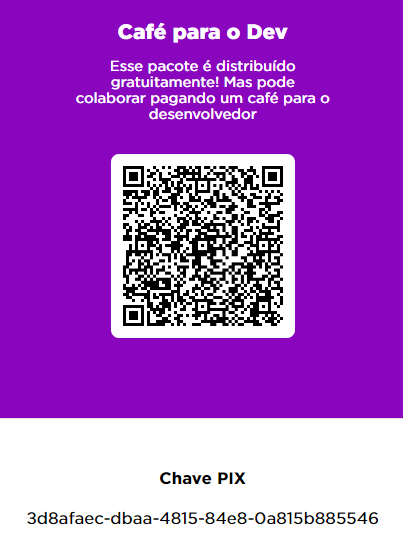 Café para o Dev
Esse pacote é distribuído
gratuitamente! Mas pode
colaborar pagando um café para o
desenvolvedor
Chave PIX
3d8afaec-dbaa-4815-84e8-0a815b885546